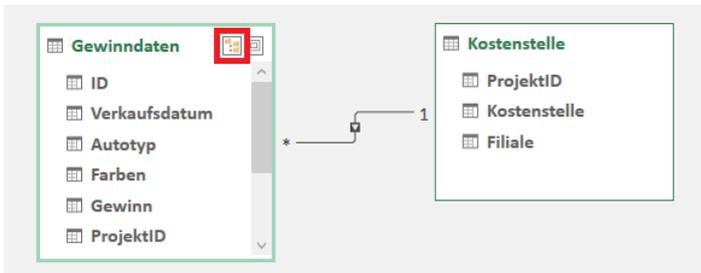 Gewinndaten
ID
Verkaufsdatum
Autotyp
Farben
Gewinn
ProjektID
*
1
Kostenstelle
ProjektID
Kostenstelle
Filiale